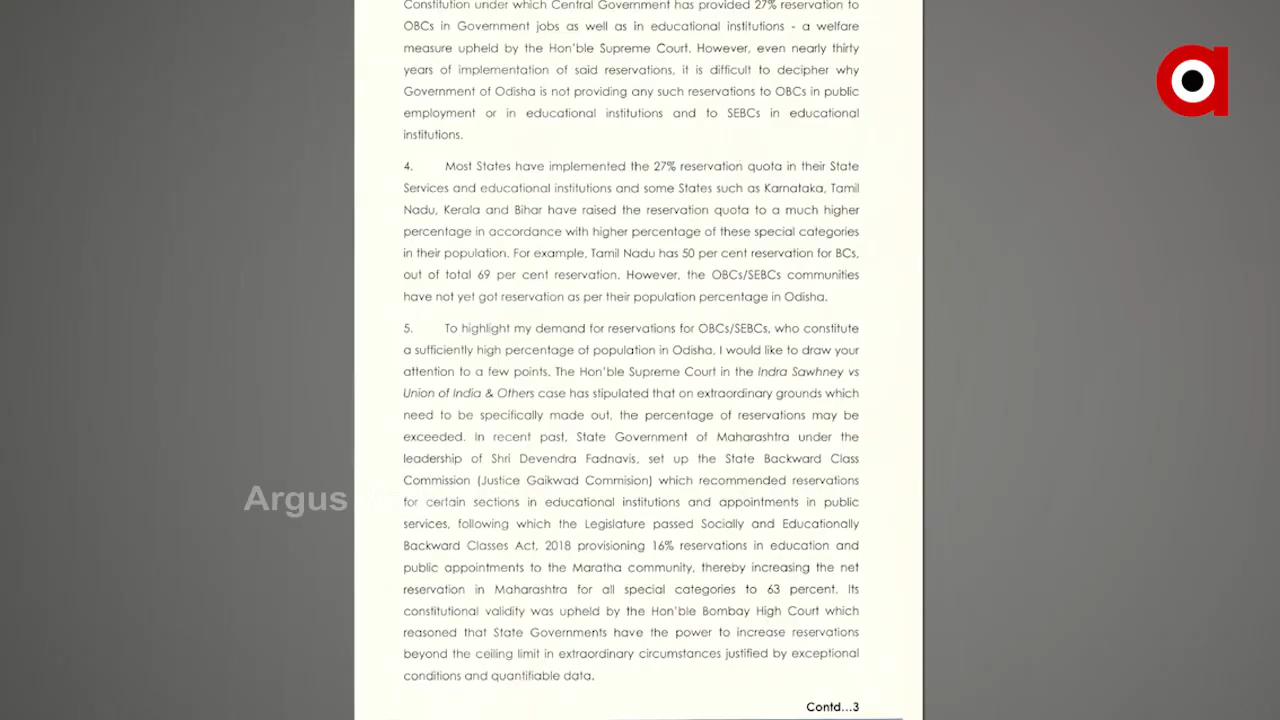 Constitution under which Central Government has provided 27% reservation to
OBCs in Government jobs as well as in educational institutions - a welfare
measure upheld by the Hon'ble Supreme Court. However, even nearly thirty
years of implementation of said reservations, it is difficult to decipher why
Government of Odisha is not providing any such reservations to OBCs in public
employment or in educational institutions and to SEBCs in educational
institutions.
4. Most States have implemented the 27% reservation quota in their State
Services and educational institutions and some States such as Karnataka, Tamil
Nadu, Kerala and Bihar have raised the reservation quota to a much higher
percentage in accordance with higher percentage of these special categories
in their population. For example, Tamil Nadu has 50 per cent reservation for BCs,
out of total 69 per cent reservation. However, the OBCs/SEBCs communities
have not yet got reservation as per their population percentage in Odisha.
5. To highlight my demand for reservations for OBCs/SEBCs, who constitute
a sufficiently high percentage of population in Odisha, I would like to draw your
attention to a few points. The Hon'ble Supreme Court in the Indra Sawhney vs
Union of India & Others case has stipulated that on extraordinary grounds which
need to be specifically made out, the percentage of reservations may be
exceeded. In recent past, State Government of Maharashtra under the
leadership of Shri Devendra Fadnavis, set up the State Backward Class
Commission (Justice Gaikwad Commision) which recommended reservations
for certain sections in educational institutions and appointments in public
services, following which the Legislature passed Socially and Educationally
Backward Classes Act, 2018 provisioning 16% reservations in education and
public appointments to the Maratha community, thereby increasing the net
reservation in Maharashtra for all special categories to 63 percent. Its
constitutional validity was upheld by the Hon'ble Bombay High Court which
reasoned that State Governments have the power to increase reservations
beyond the ceiling limit in extraordinary circumstances justified by exceptional
conditions and quantifiable data.
Contd...3
Argus